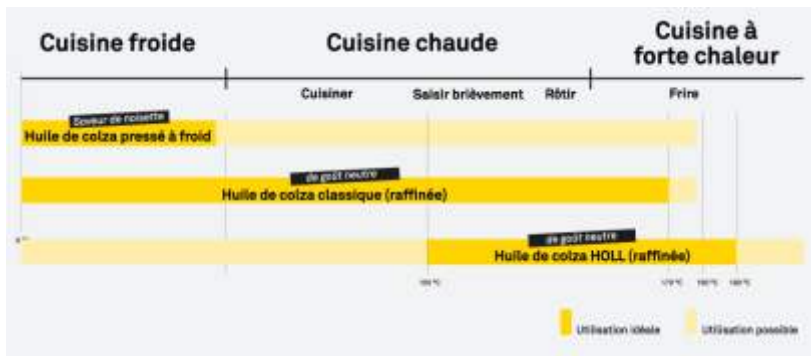 Cuisine froide
Cuisine chaude
Cuisine à
forte chaleur
Cuisiner
Saisir brièvement
Rôtir
Frire
Saveur de noisette
Huile de colza pressé à froid
de goût neutre
Huile de colza classique (raffinée)
de goût neutre
Huile de colza HOLL (raffinée)
170 °C
Utilisation idéale
Utilisation possible